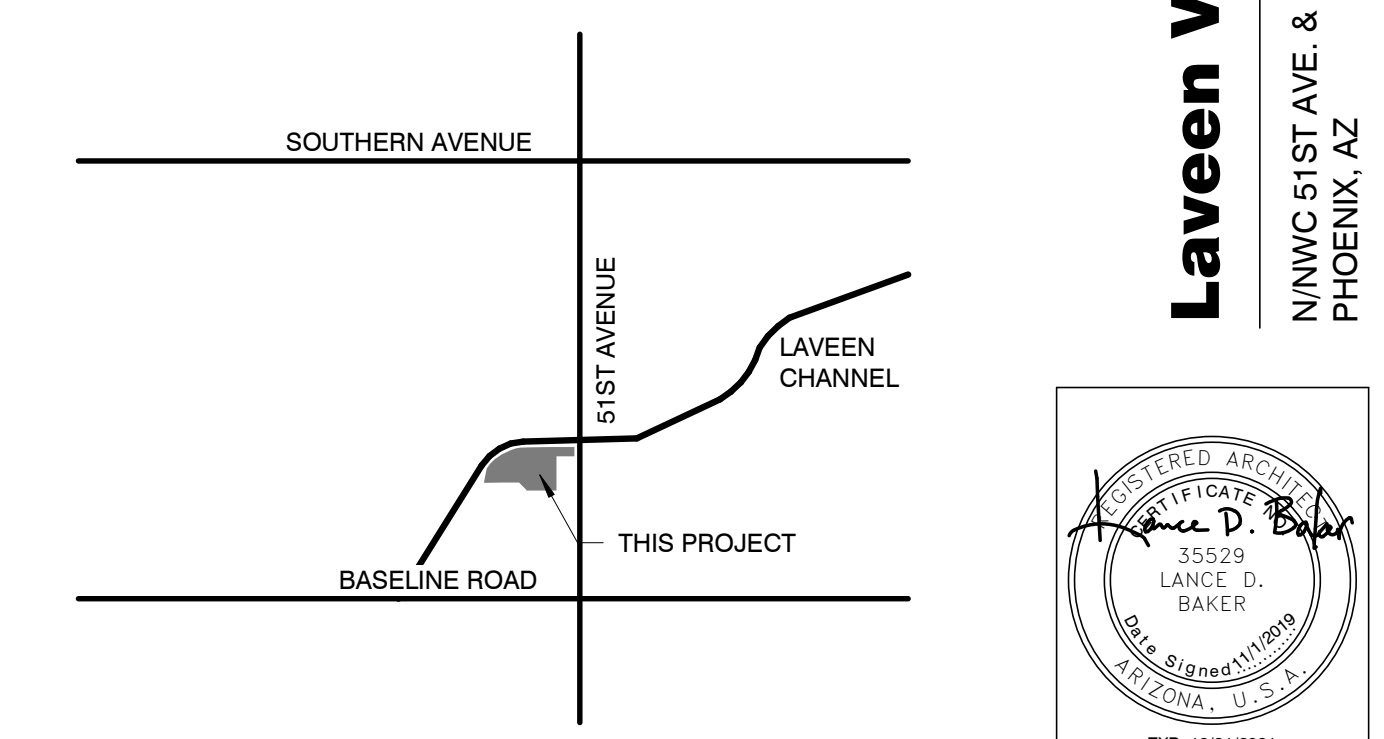 SOUTHERN AVENUE
51ST AVENUE
LAVEEN
CHANNEL
THIS PROJECT
BASELINE ROAD
Laveen
N/NWC 51ST AVE. &
PHOENIX, AZ
REGISTERED ARCHITECT
CERTIFICATE NO.
Lance D. Baker
35529
LANCE D.
BAKER
Date Signed 11/1/2019
ARIZONA, U.S.A.